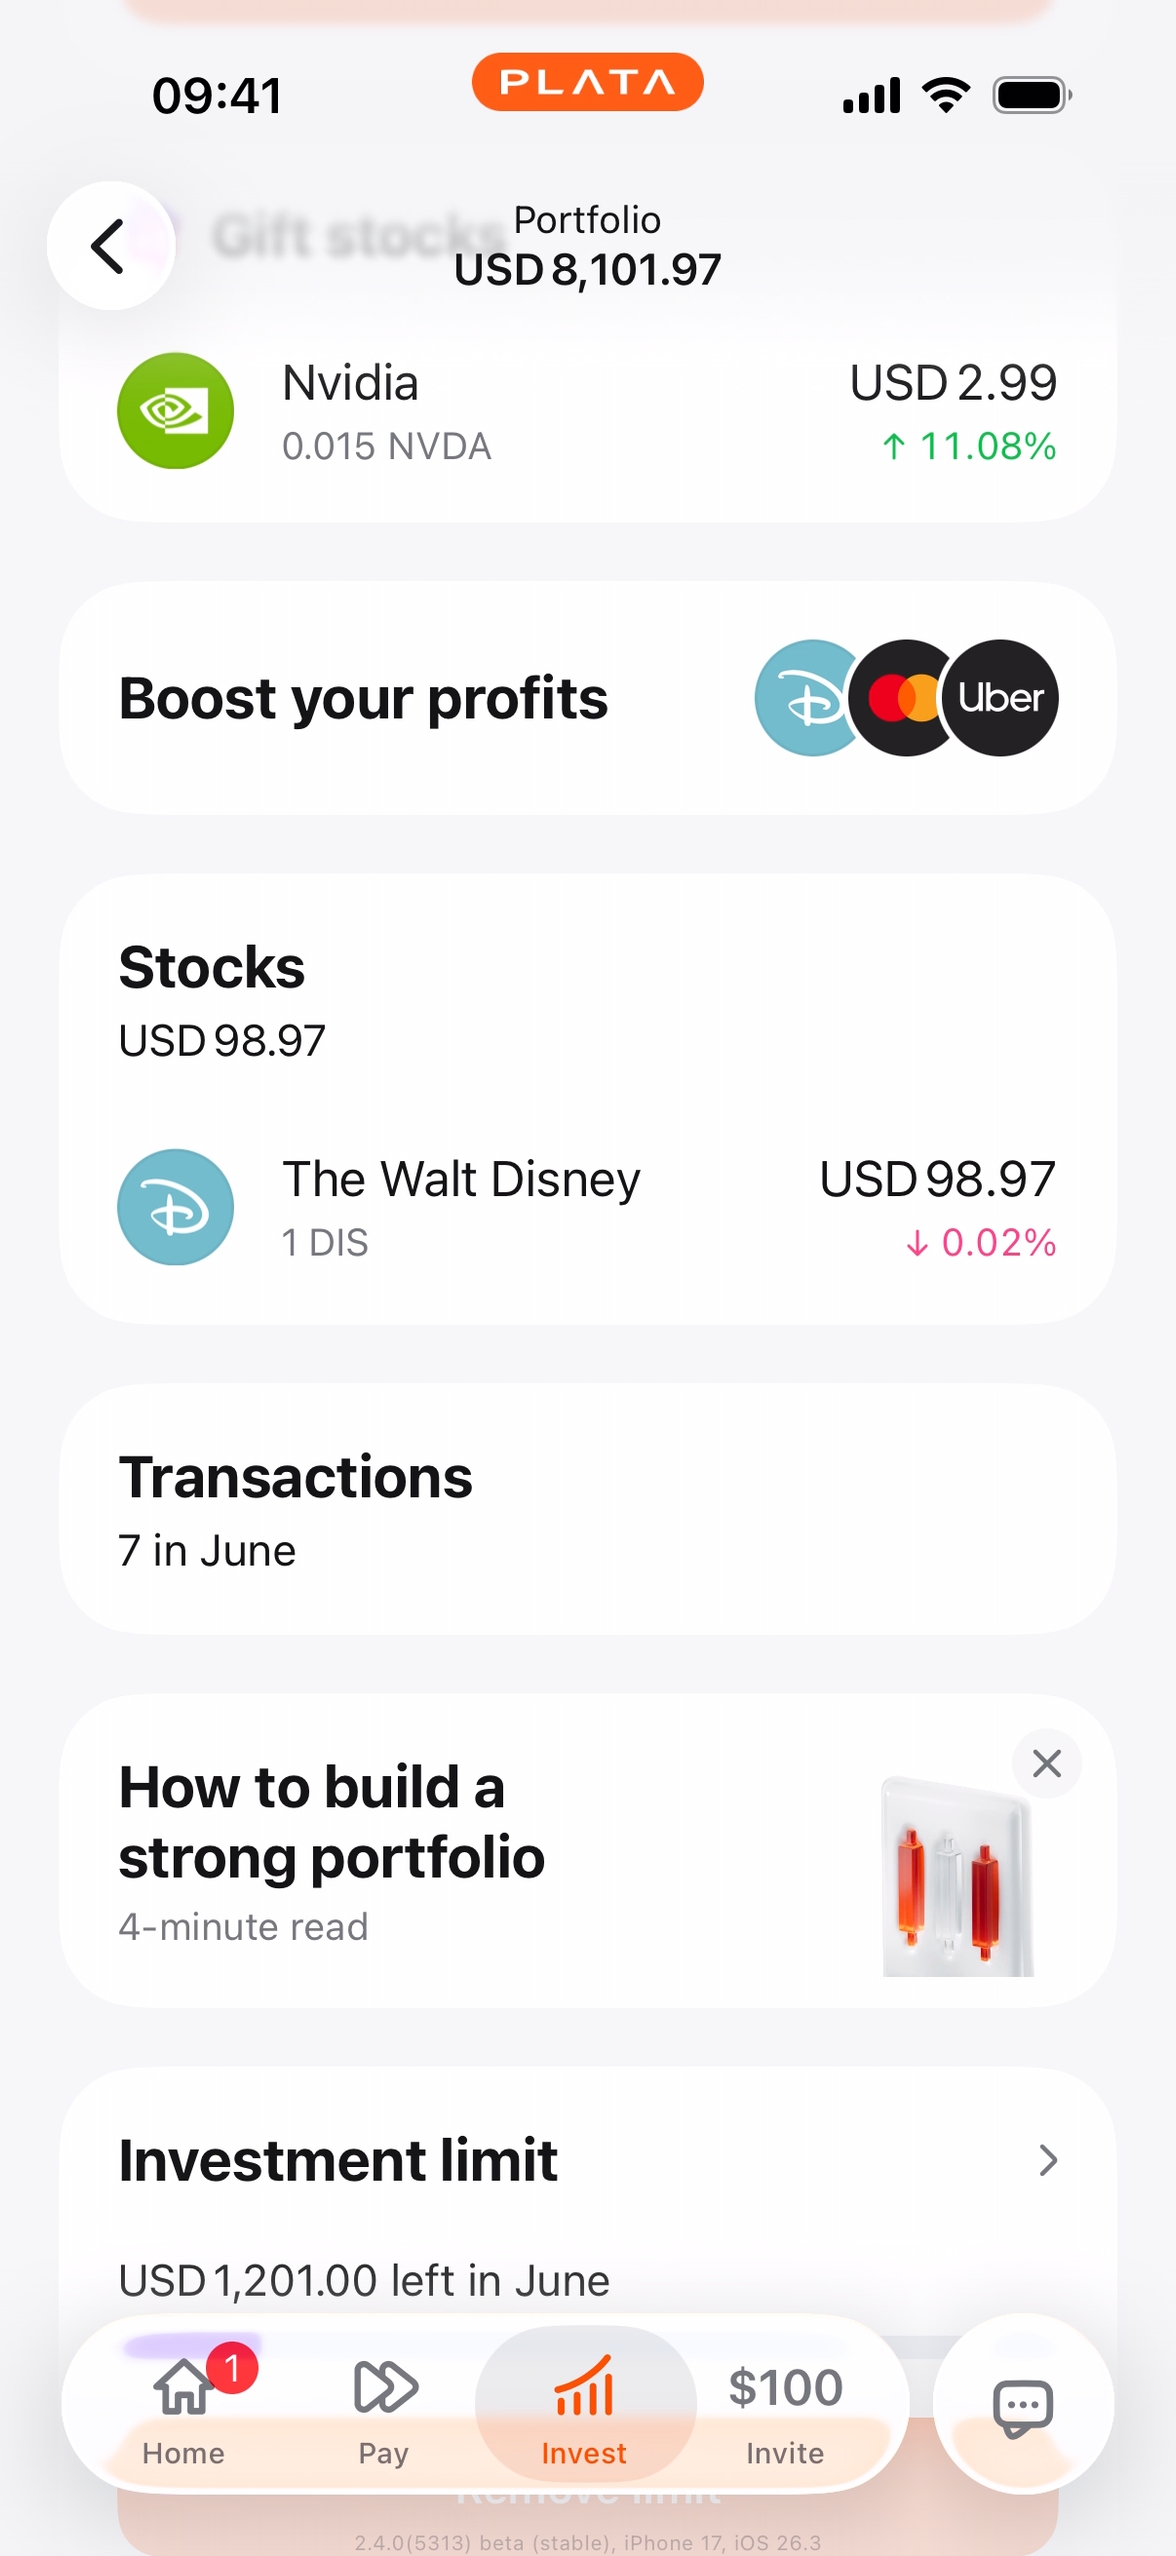 09:41
PLATA
Gift stocks
Portfolio
USD 8,101.97
Nvidia
USD 2.99
0.015 NVDA
↑ 11.08%
Boost your profits
Uber
Stocks
USD 98.97
The Walt Disney
USD 98.97
1 DIS
↓ 0.02%
Transactions
7 in June
How to build a
strong portfolio
4-minute read
Investment limit
USD 1,201.00 left in June
1
$100
Home
Pay
Invest
Invite
Remove limit
2.4.0(5313) beta (stable), iPhone 17, iOS 26.3